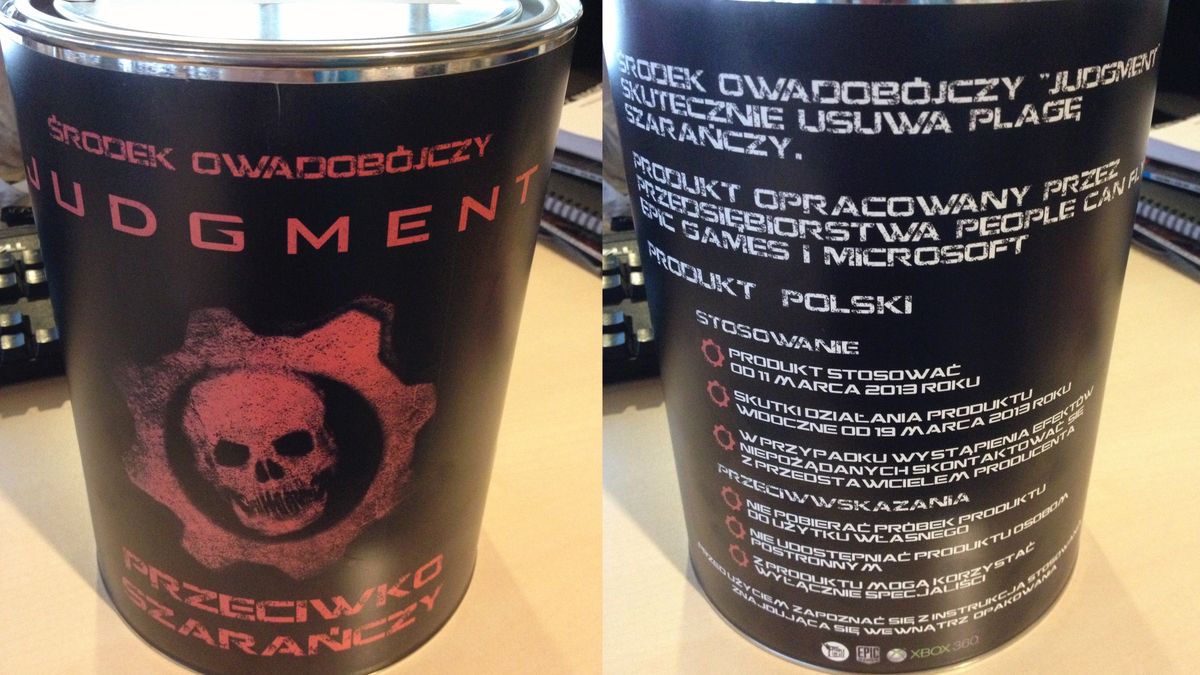 ŚRODEK OWADOBÓJCZY
JUDGMENT
PRZECIWKO
SZARAŃCZY
ŚRODEK OWADOBÓJCZY "JUDGMENT"
SKUTECZNIE USUWA PLAGĘ
SZARAŃCZY.
PRODUKT OPRACOWANY PRZEZ
PRZEDSIĘBIORSTWA PEOPLE CAN FLY
EPIC GAMES I MICROSOFT
PRODUKT POLSKI
STOSOWANIE
PRODUKT STOSOWAĆ
OD 11 MARCA 2013 ROKU
SKUTKI DZIAŁANIA PRODUKTU
WIDOCZNE OD 19 MARCA 2013 ROKU
W PRZYPADKU WYSTĄPIENIA EFEKTÓW
NIEPOŻĄDANYCH SKONTAKTOWAĆ SIĘ
Z PRZEDSTAWICIELEM PRODUCENTA
PRZECIWWSKAZANIA
NIE POBIERAĆ PRÓBEK PRODUKTU
DO UŻYTKU WŁASNEGO
NIE UDOSTĘPNIAĆ PRODUKTU OSOBOM
POSTRONNYM
Z PRODUKTU MOGĄ KORZYSTAĆ
WYŁĄCZNIE SPECJALIŚCI
PRZED UŻYCIEM ZAPOZNAĆ SIĘ Z INSTRUKCJĄ STOSOWANIA
ZNAJDUJĄCA SIĘ WEWNĄTRZ OPAKOWANIA
EPIC XBOX 360